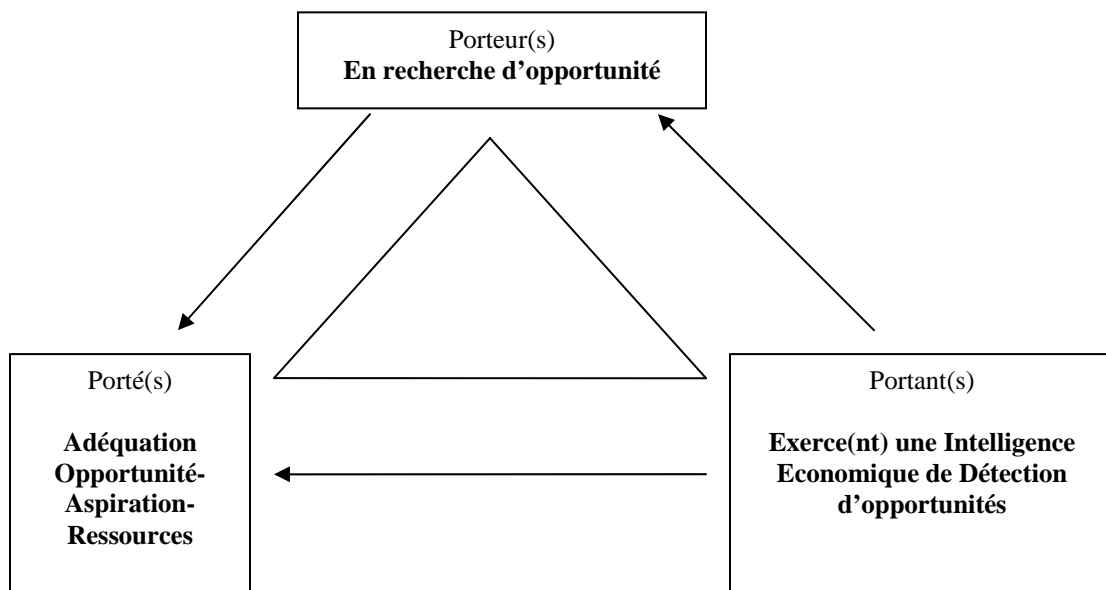 Porteur(s)
En recherche d’opportunité
Porté(s)
Adéquation
Opportunité-
Aspiration-
Ressources
Portant(s)
Exerce(nt) une Intelligence
Economique de Détection
d’opportunités